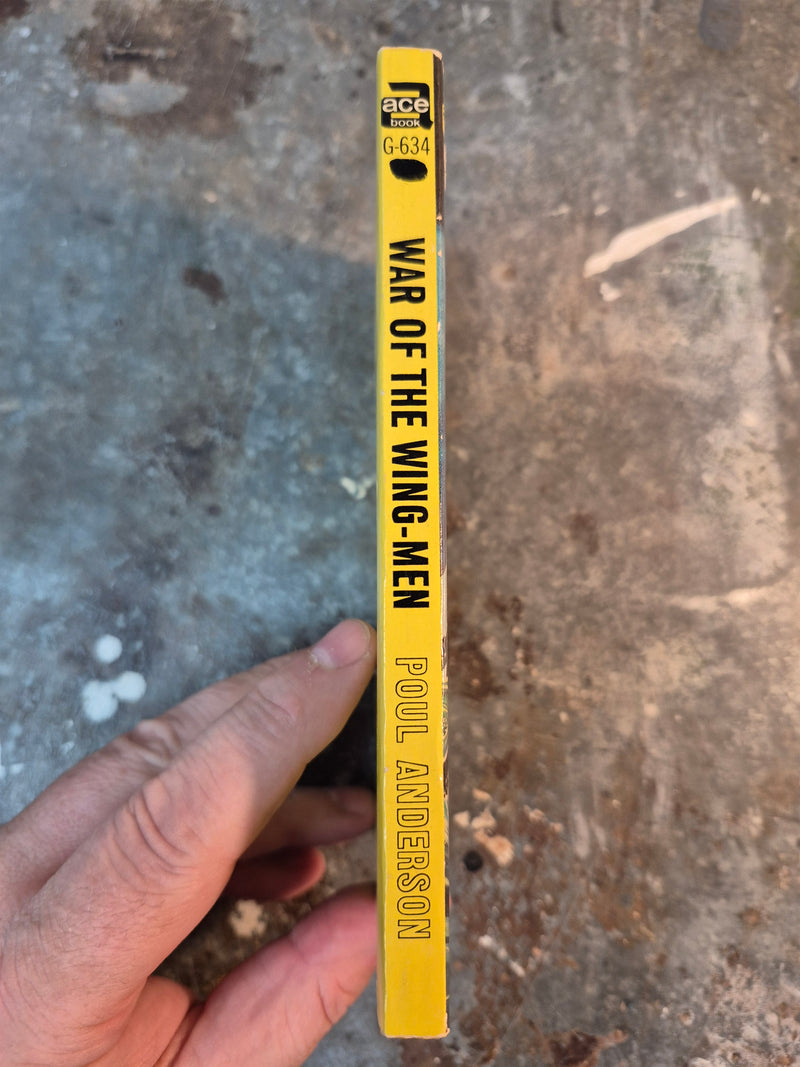 ace
book
G-634
WAR OF THE WING-MEN
POUL ANDERSON